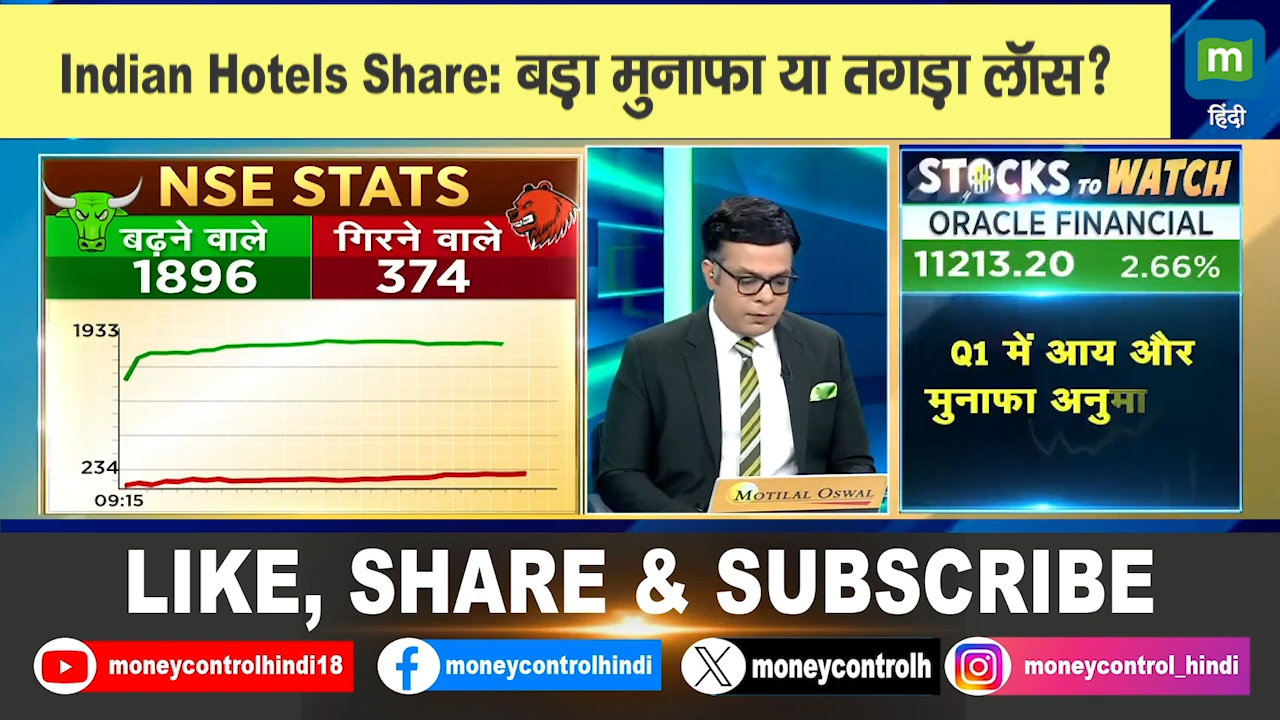 Indian Hotels Share: बड़ा मुनाफा या तगड़ा लॉस?
m
हिंदी
NSE STATS
बढ़ने वाले
1896
गिरने वाले
374
1933
234
09:15
MOTILAL OSWAL
STOCKS TO WATCH
ORACLE FINANCIAL
11213.20 2.66%
Q1 में आय और
मुनाफा अनुमा
LIKE, SHARE & SUBSCRIBE
moneycontrolhindi18
moneycontrolhindi
moneycontrolh
moneycontrol_hindi